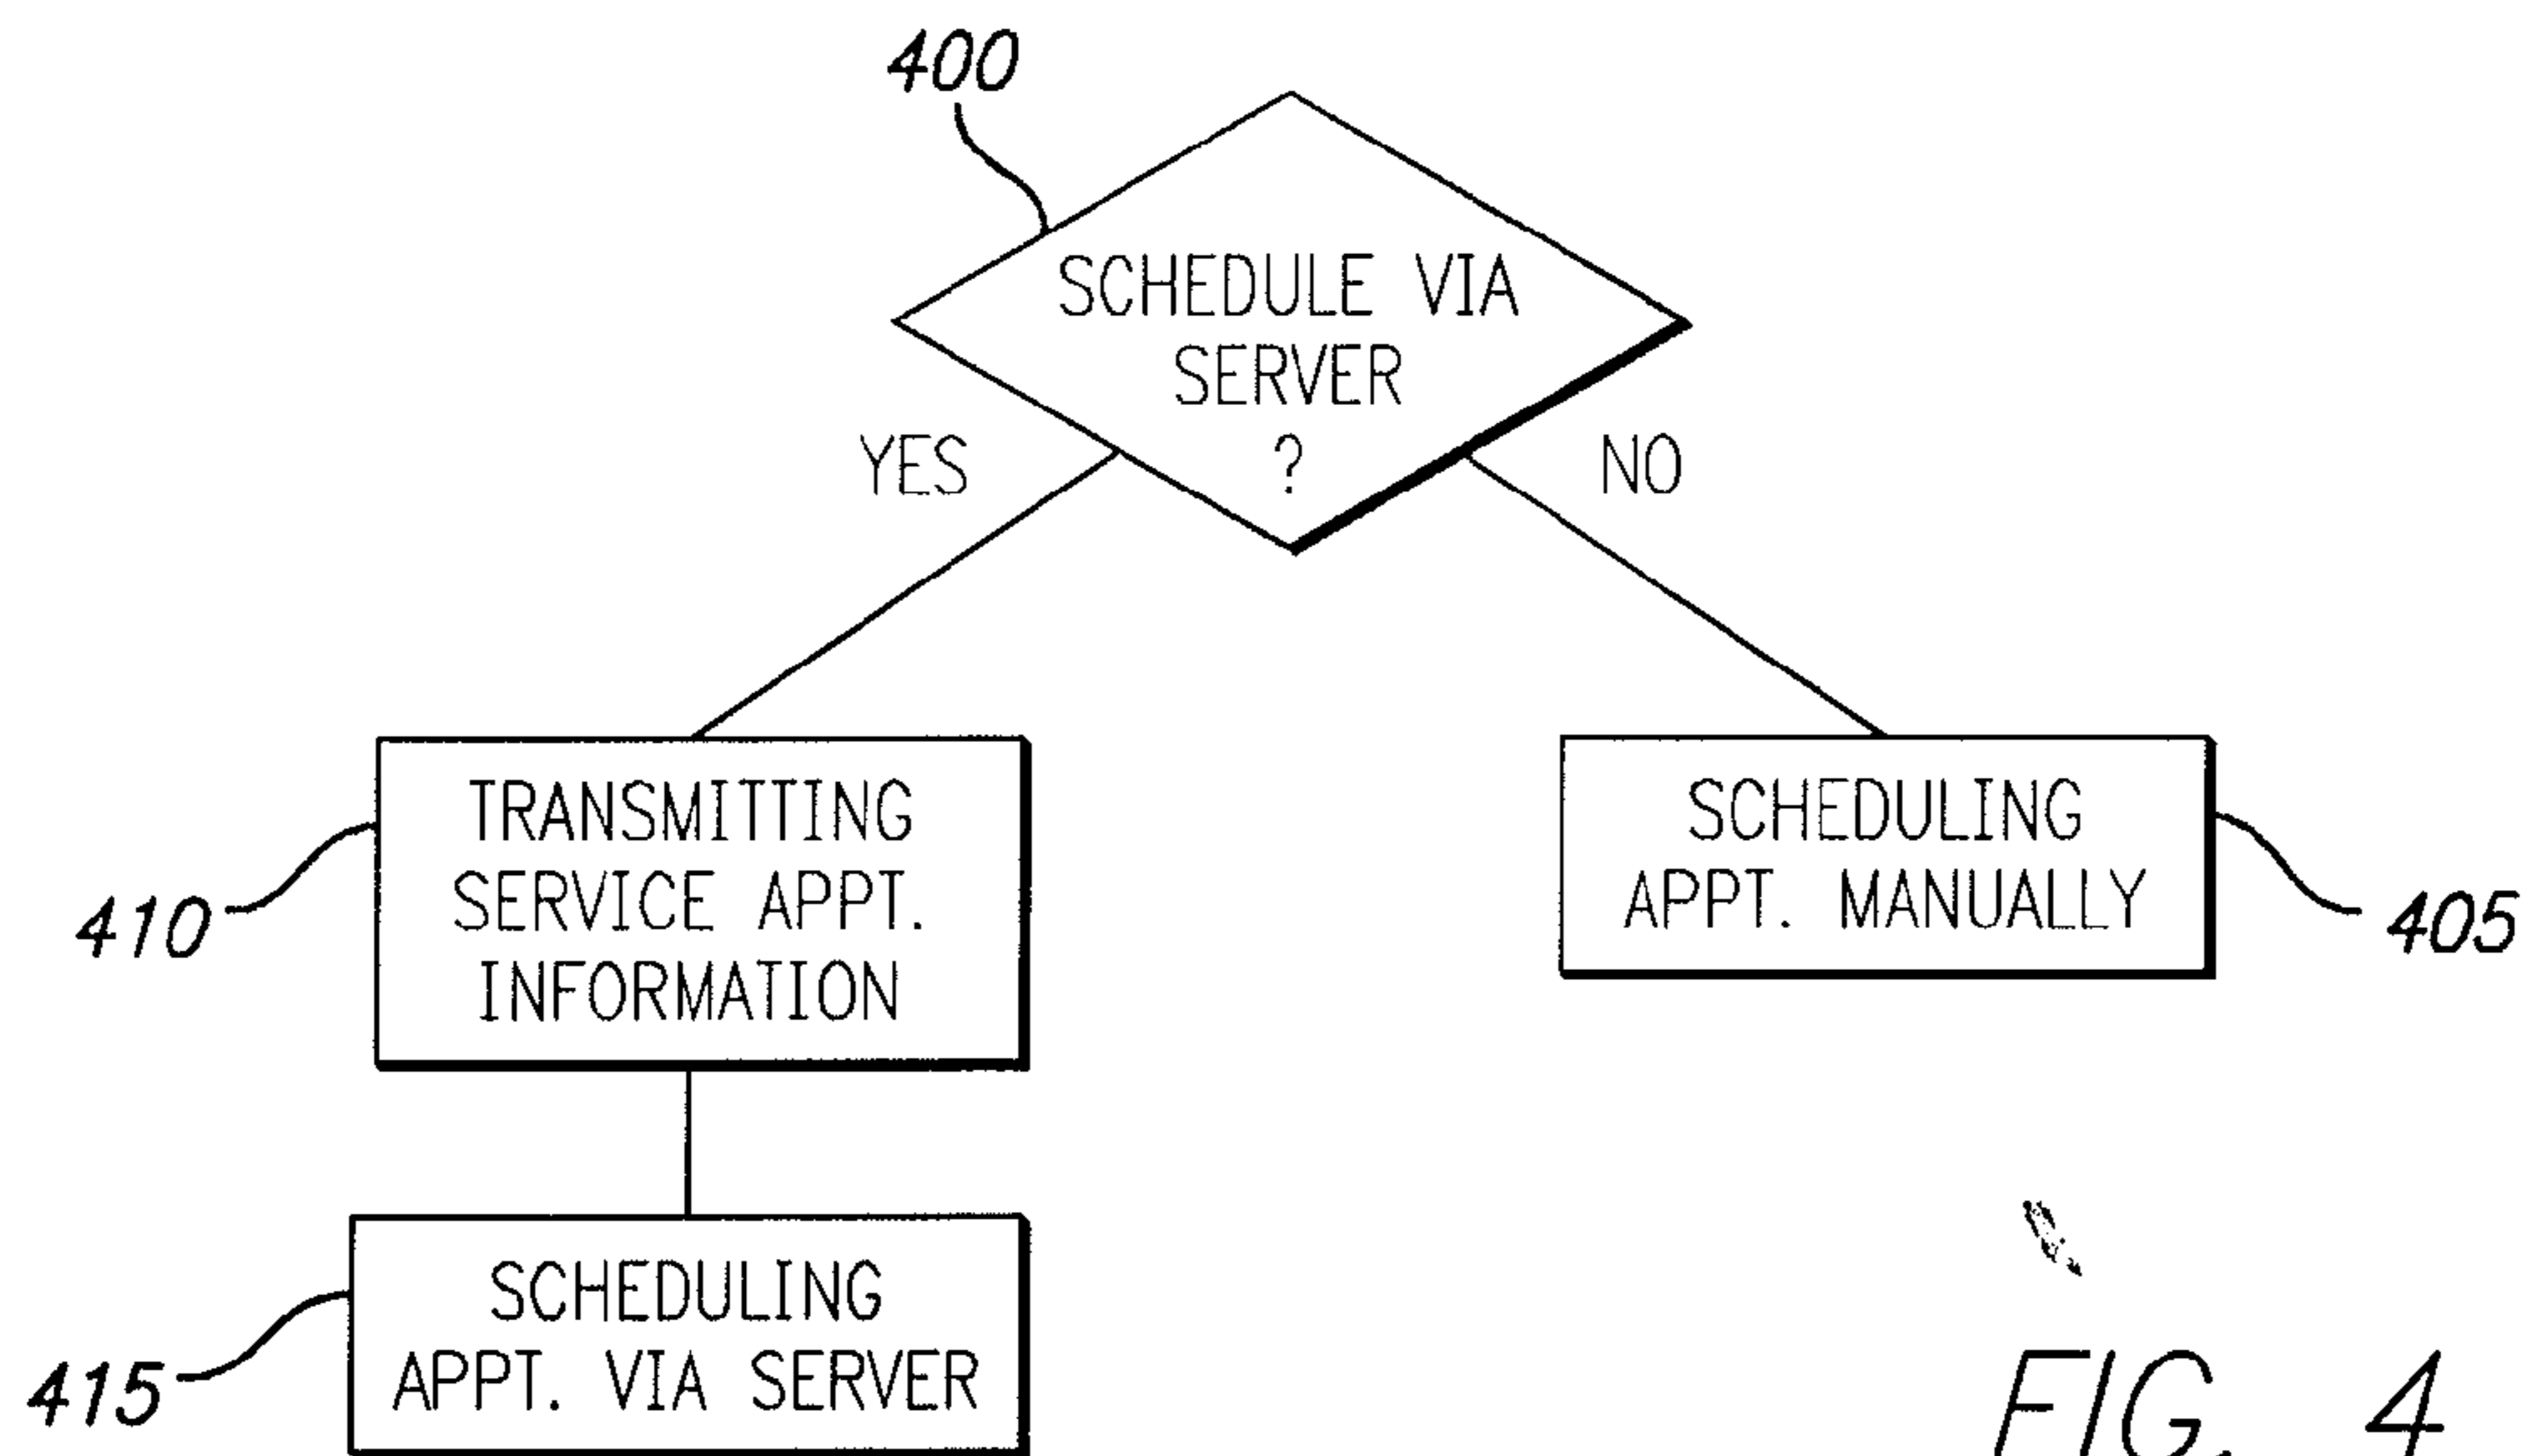 400
SCHEDULE VIA
SERVER
?
YES
NO
TRANSMITTING
SERVICE APPT.
INFORMATION
410
SCHEDULING
APPT. MANUALLY
405
SCHEDULING
APPT. VIA SERVER
415
FIG. 4